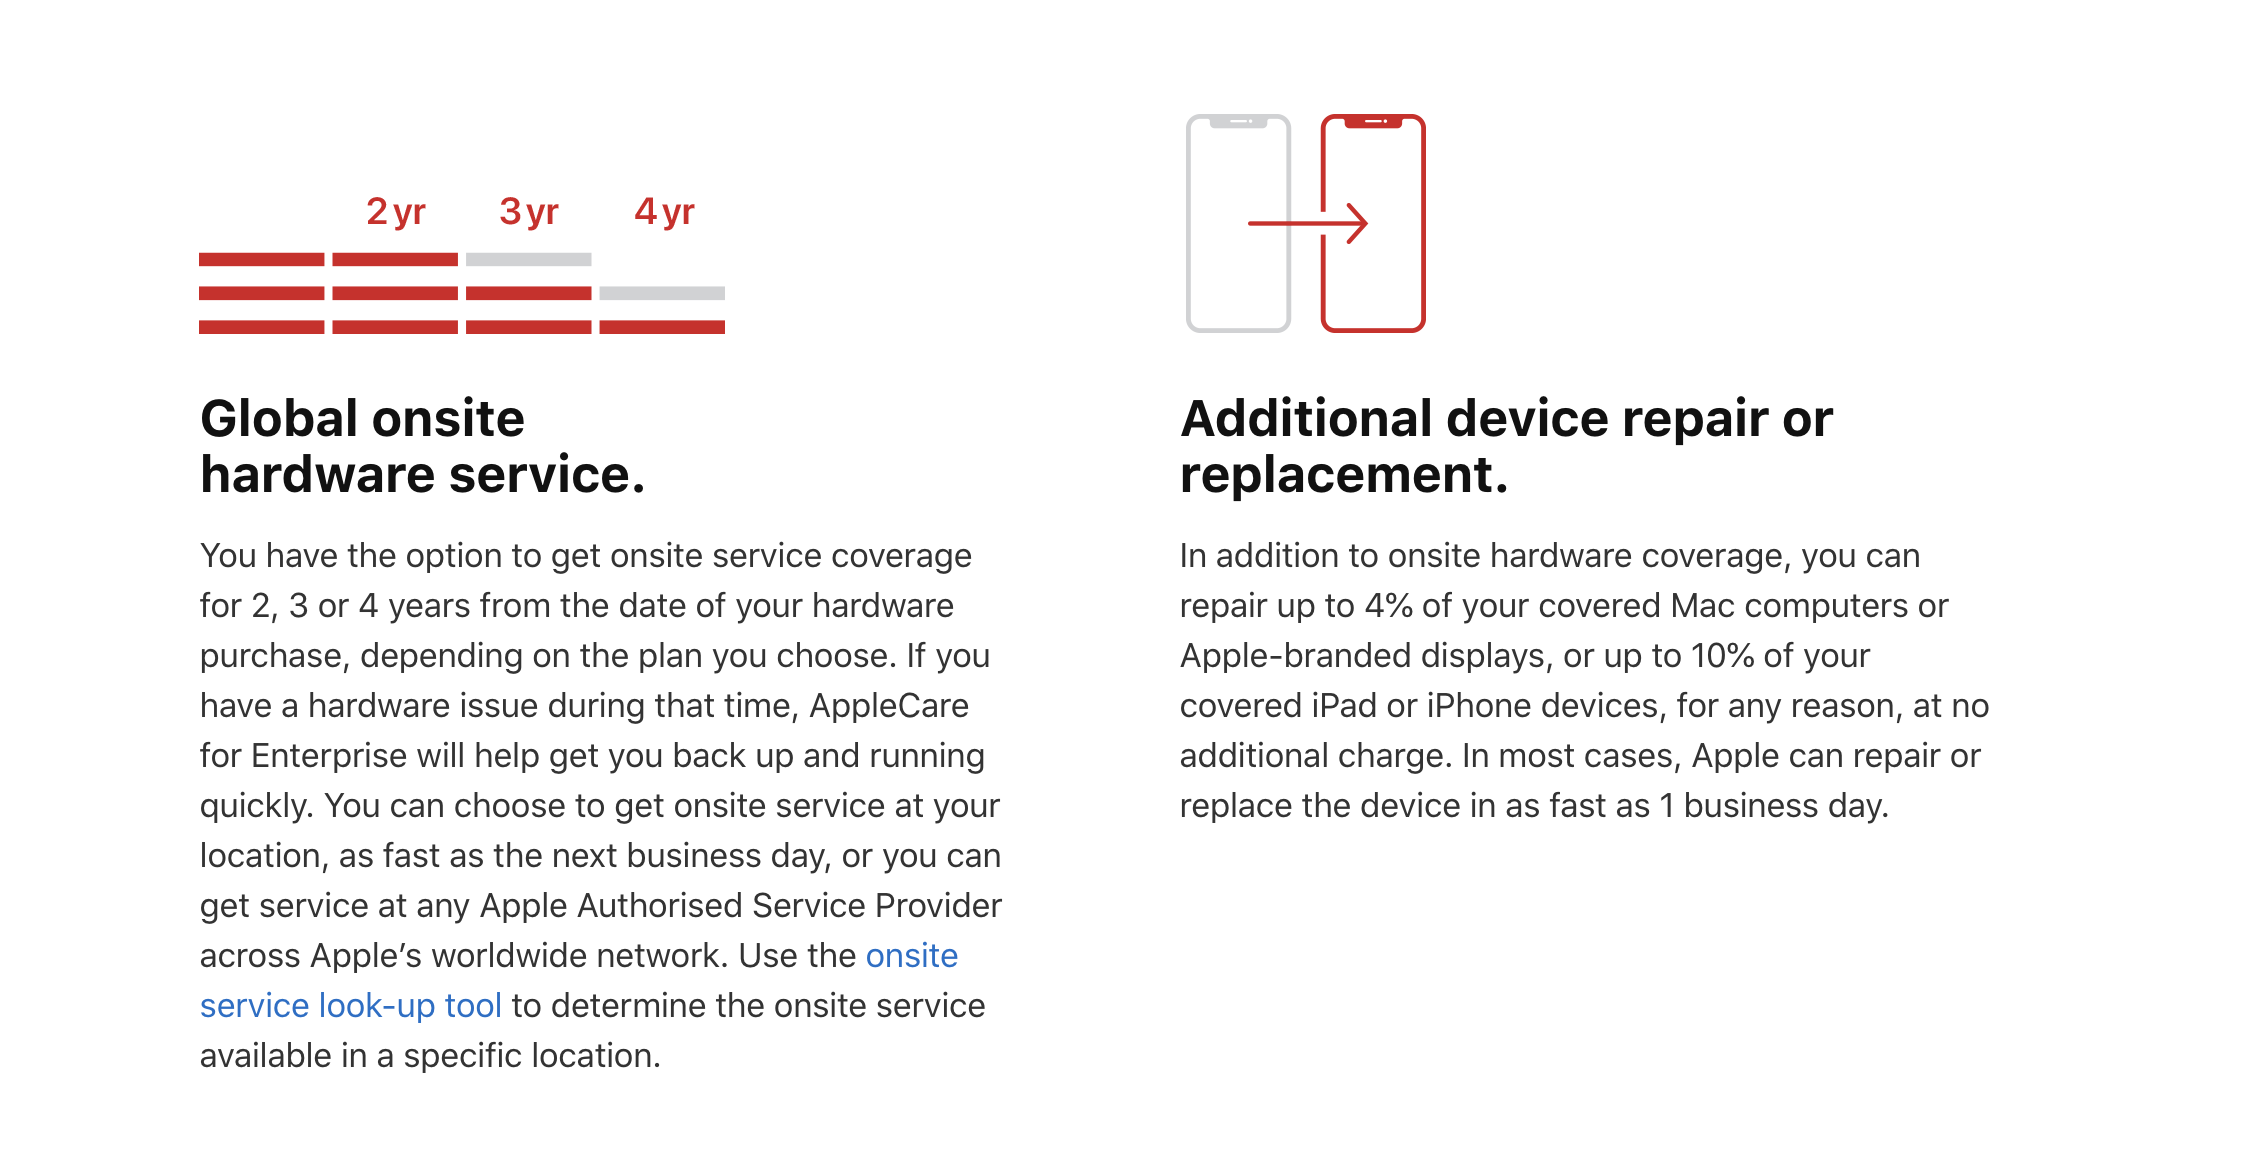 2 yr 3 yr 4 yr
Global onsite
hardware service.
You have the option to get onsite service coverage
for 2, 3 or 4 years from the date of your hardware
purchase, depending on the plan you choose. If you
have a hardware issue during that time, AppleCare
for Enterprise will help get you back up and running
quickly. You can choose to get onsite service at your
location, as fast as the next business day, or you can
get service at any Apple Authorised Service Provider
across Apple’s worldwide network. Use the onsite
service look-up tool to determine the onsite service
available in a specific location.
Additional device repair or
replacement.
In addition to onsite hardware coverage, you can
repair up to 4% of your covered Mac computers or
Apple-branded displays, or up to 10% of your
covered iPad or iPhone devices, for any reason, at no
additional charge. In most cases, Apple can repair or
replace the device in as fast as 1 business day.